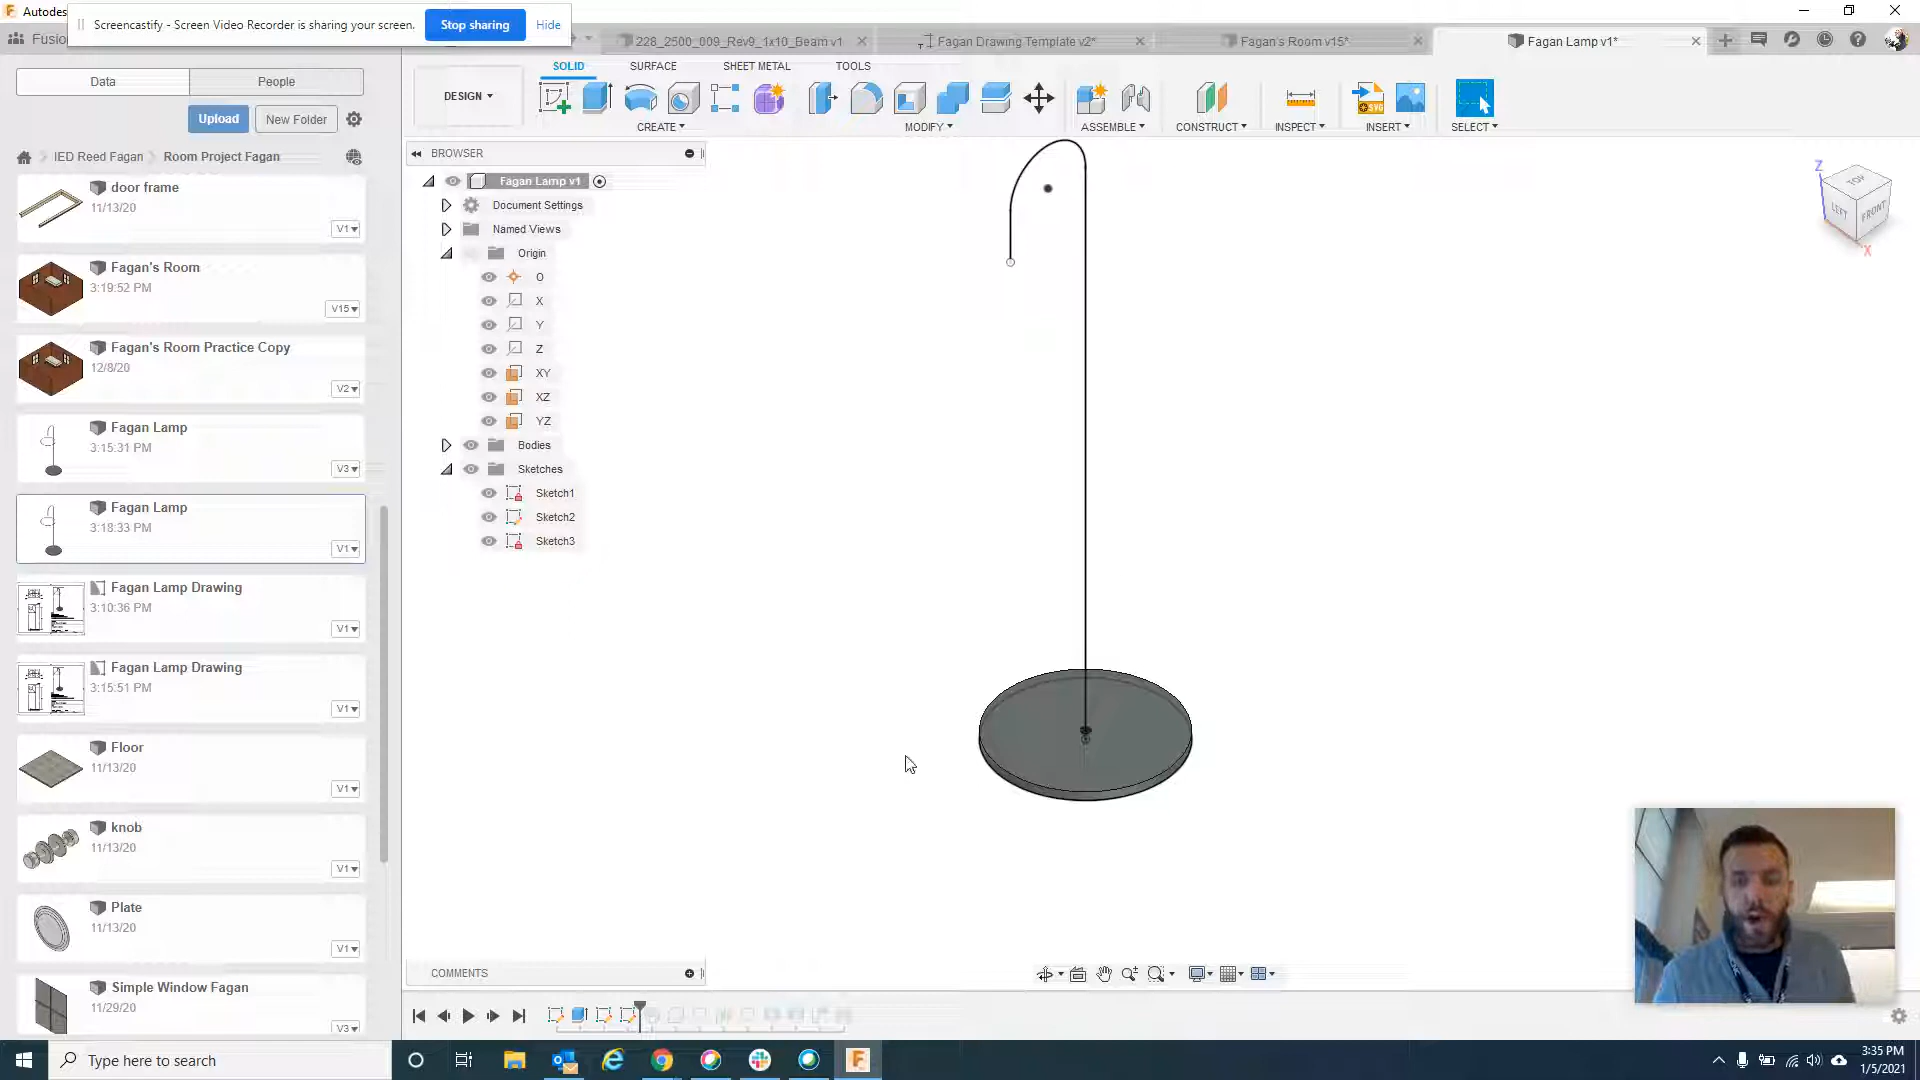 Autodes
Screencastify - Screen Video Recorder is sharing your screen.
Stop sharing
Hide
Fusio
228_2500_009_Rev9_1x10_Beam v1
Fagan Drawing Template v2*
Fagan's Room v15*
Fagan Lamp v1*
Data
People
Upload
New Folder
IED Reed Fagan
Room Project Fagan
door frame
11/13/20
V1
Fagan's Room
3:19:52 PM
V15
Fagan's Room Practice Copy
12/8/20
V2
Fagan Lamp
3:15:31 PM
V3
Fagan Lamp
3:18:33 PM
V1
Fagan Lamp Drawing
3:10:36 PM
V1
Fagan Lamp Drawing
3:15:51 PM
V1
Floor
11/13/20
V1
knob
11/13/20
V1
Plate
11/13/20
V1
Simple Window Fagan
11/29/20
V3
SOLID
SURFACE
SHEET METAL
TOOLS
DESIGN
CREATE
MODIFY
ASSEMBLE
CONSTRUCT
INSPECT
INSERT
SELECT
BROWSER
Fagan Lamp v1
Document Settings
Named Views
Origin
O
X
Y
Z
XY
XZ
YZ
Bodies
Sketches
Sketch1
Sketch2
Sketch3
Z
TOP
LEFT
FRONT
X
COMMENTS
Type here to search
3:35 PM
1/5/2021